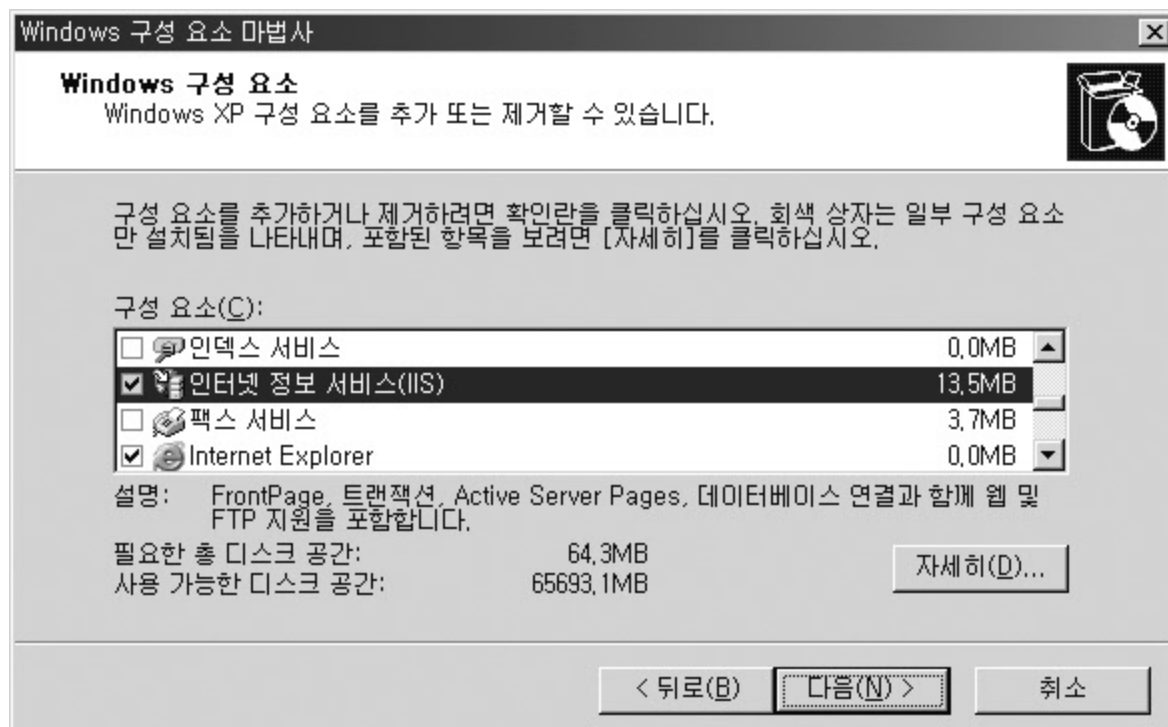 Windows 구성 요소 마법사
Windows 구성 요소
Windows XP 구성 요소를 추가 또는 제거할 수 있습니다.
구성 요소를 추가하거나 제거하려면 확인란을 클릭하십시오. 회색 상자는 일부 구성 요소
만 설치됨을 나타내며, 포함된 항목을 보려면 [자세히]를 클릭하십시오.
구성 요소(C):
인덱스 서비스 0.0MB
인터넷 정보 서비스(IIS) 13.5MB
팩스 서비스 3.7MB
Internet Explorer 0.0MB
설명: FrontPage, 트랜잭션, Active Server Pages, 데이터베이스 연결과 함께 웹 및
FTP 지원을 포함합니다.
필요한 총 디스크 공간: 64.3MB
사용 가능한 디스크 공간: 65693.1MB
자세히(D)...
< 뒤로(B) 다음(N) > 취소